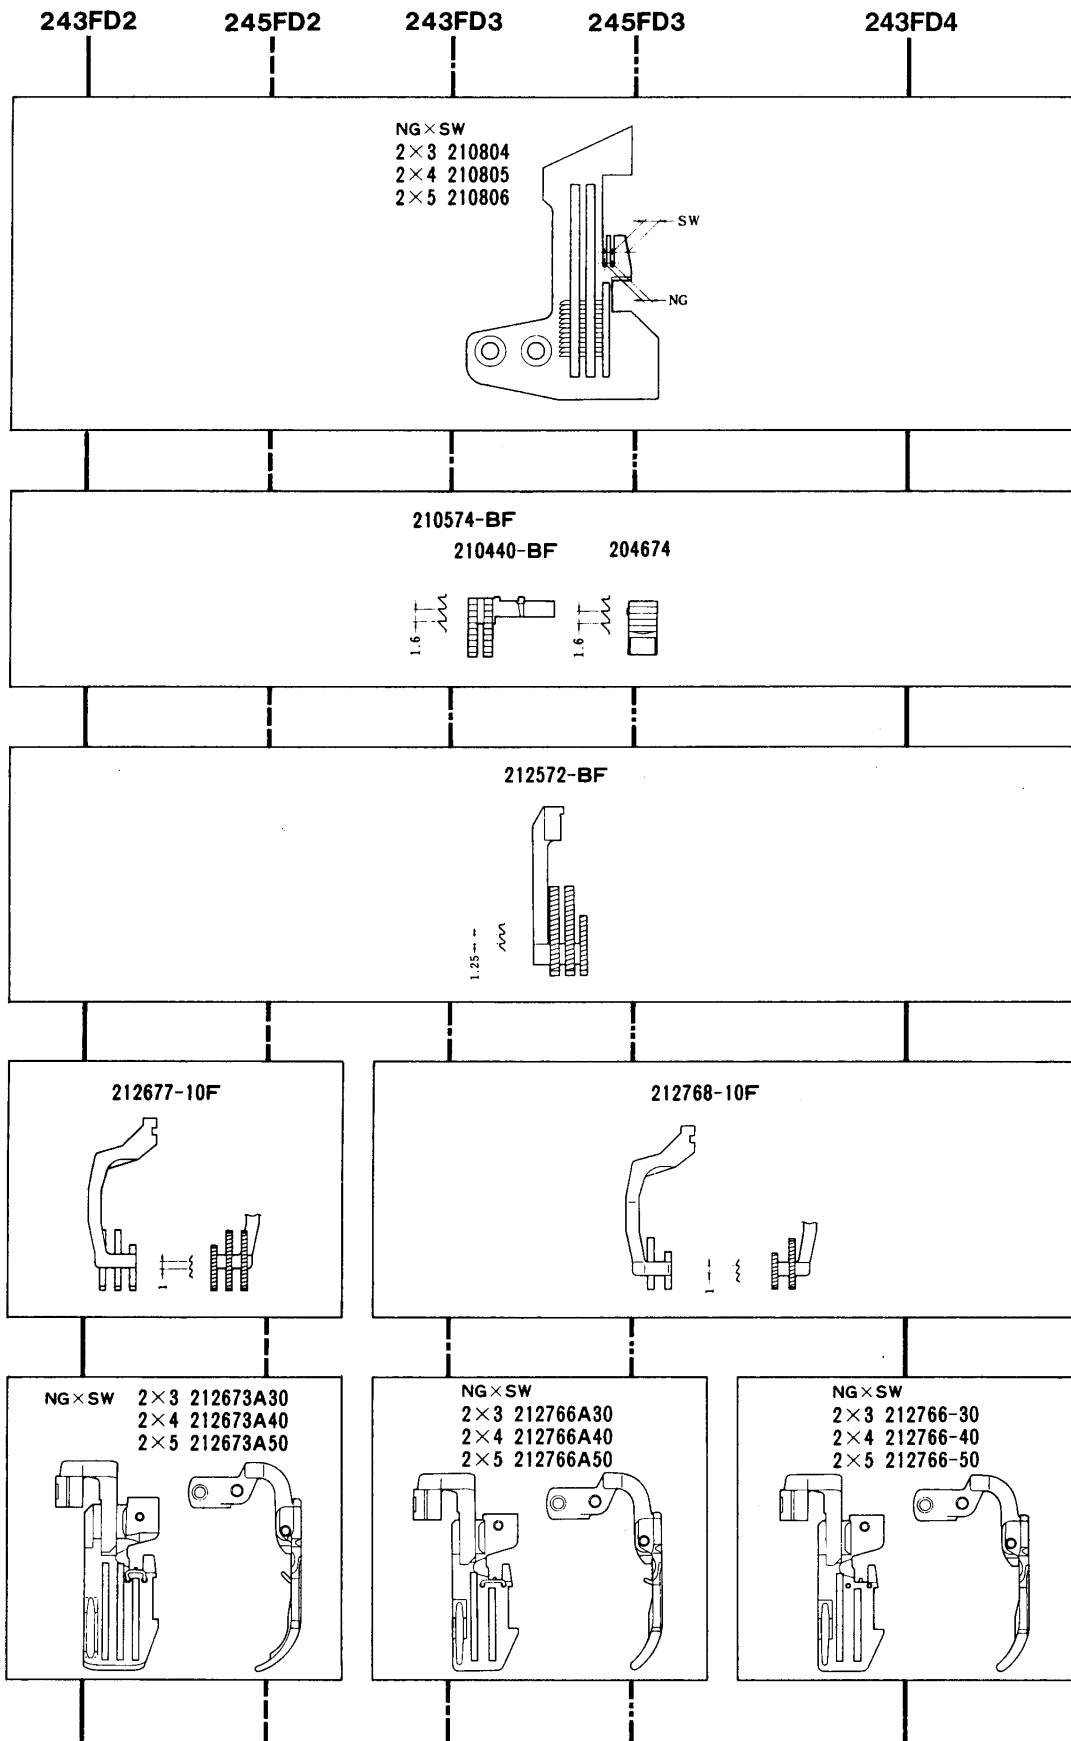 243FD2 245FD2 243FD3 245FD3 243FD4
NG×SW
2×3 210804
2×4 210805
2×5 210806
SW
NG
210574-BF
210440-BF 204674
1.6
1.6
212572-BF
1.25
212677-10F
1
212768-10F
1
NG×SW 2×3 212673A30
2×4 212673A40
2×5 212673A50
NG×SW
2×3 212766A30
2×4 212766A40
2×5 212766A50
NG×SW
2×3 212766-30
2×4 212766-40
2×5 212766-50